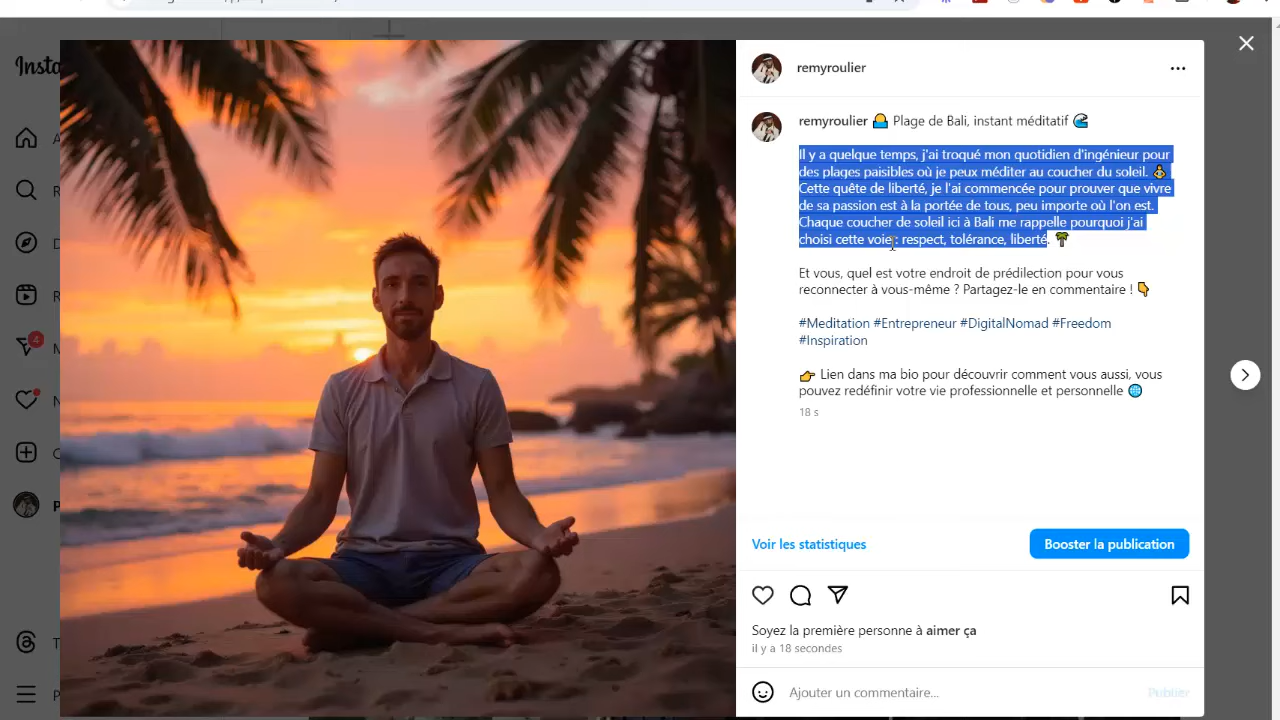 Insta
remyroulier
remyroulier Plage de Bali, instant méditatif
Il y a quelque temps, j'ai troqué mon quotidien d'ingénieur pour
des plages paisibles où je peux méditer au coucher du soleil.
Cette quête de liberté, je l'ai commencée pour prouver que vivre
de sa passion est à la portée de tous, peu importe où l'on est.
Chaque coucher de soleil ici à Bali me rappelle pourquoi j'ai
choisi cette voie : respect, tolérance, liberté.
Et vous, quel est votre endroit de prédilection pour vous
reconnecter à vous-même ? Partagez-le en commentaire !
#Meditation #Entrepreneur #DigitalNomad #Freedom
#Inspiration
Lien dans ma bio pour découvrir comment vous aussi, vous
pouvez redéfinir votre vie professionnelle et personnelle
18 s
4
Voir les statistiques
Booster la publication
Soyez la première personne à aimer ça
il y a 18 secondes
Ajouter un commentaire...
Publier